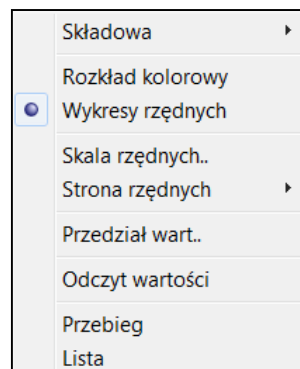 Składowa
Rozkład kolorowy
Wykresy rzędnych
Skala rzędnych..
Strona rzędnych
Przedział wart..
Odczyt wartości
Przebieg
Lista